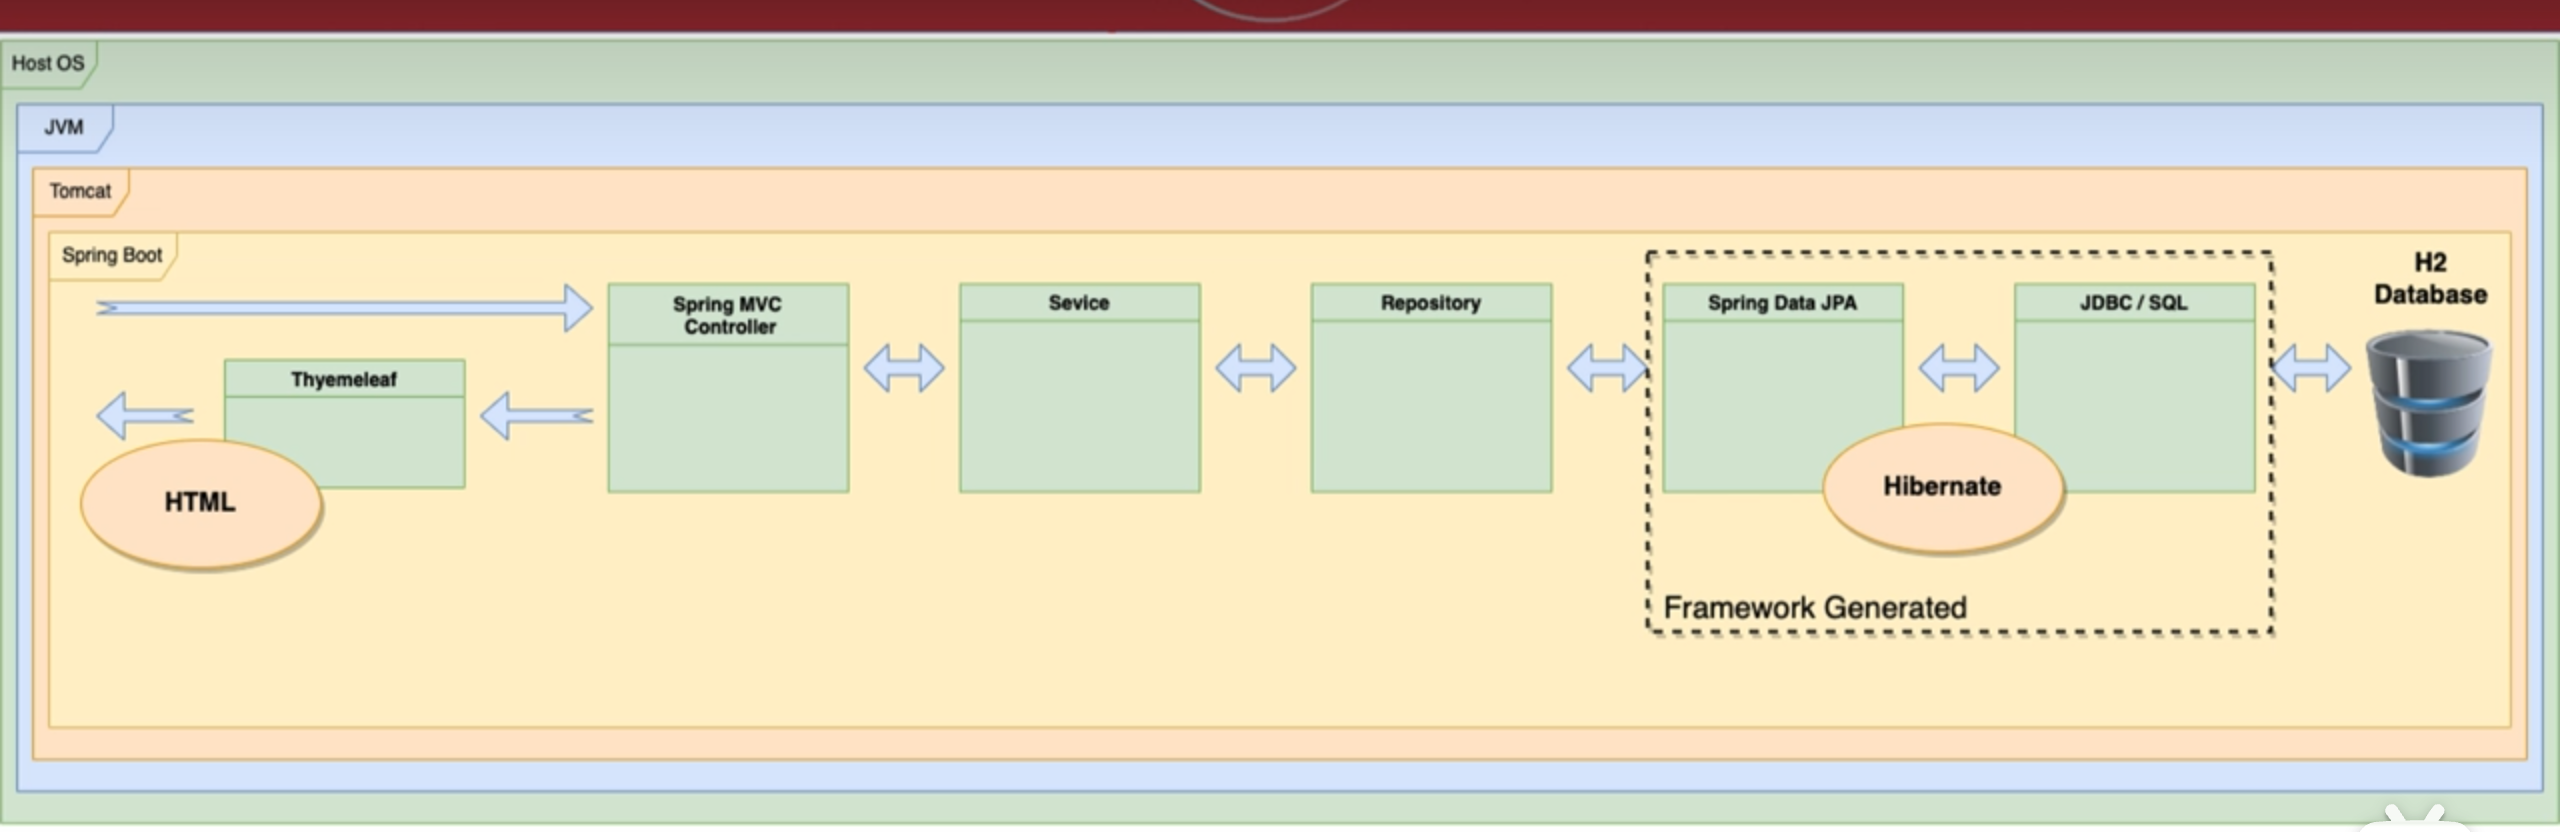 Host OS
JVM
Tomcat
Spring Boot
Thyemeleaf
HTML
Spring MVC
Controller
Sevice
Repository
Spring Data JPA
JDBC / SQL
Hibernate
Framework Generated
H2
Database